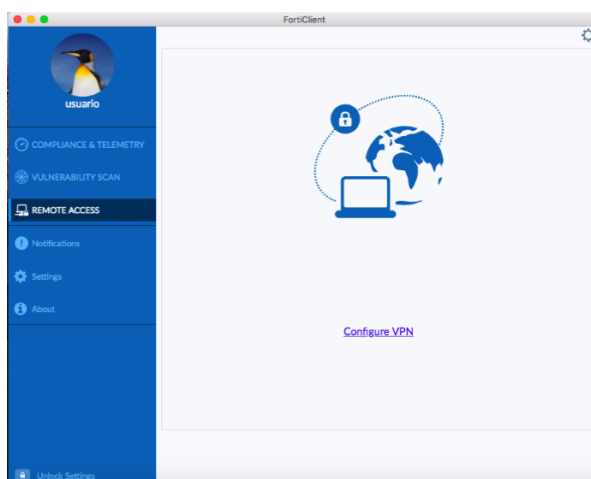 FortiClient
usuario
COMPLIANCE & TELEMETRY
VULNERABILITY SCAN
REMOTE ACCESS
Notifications
Settings
About
Configure VPN
Unlock Settings